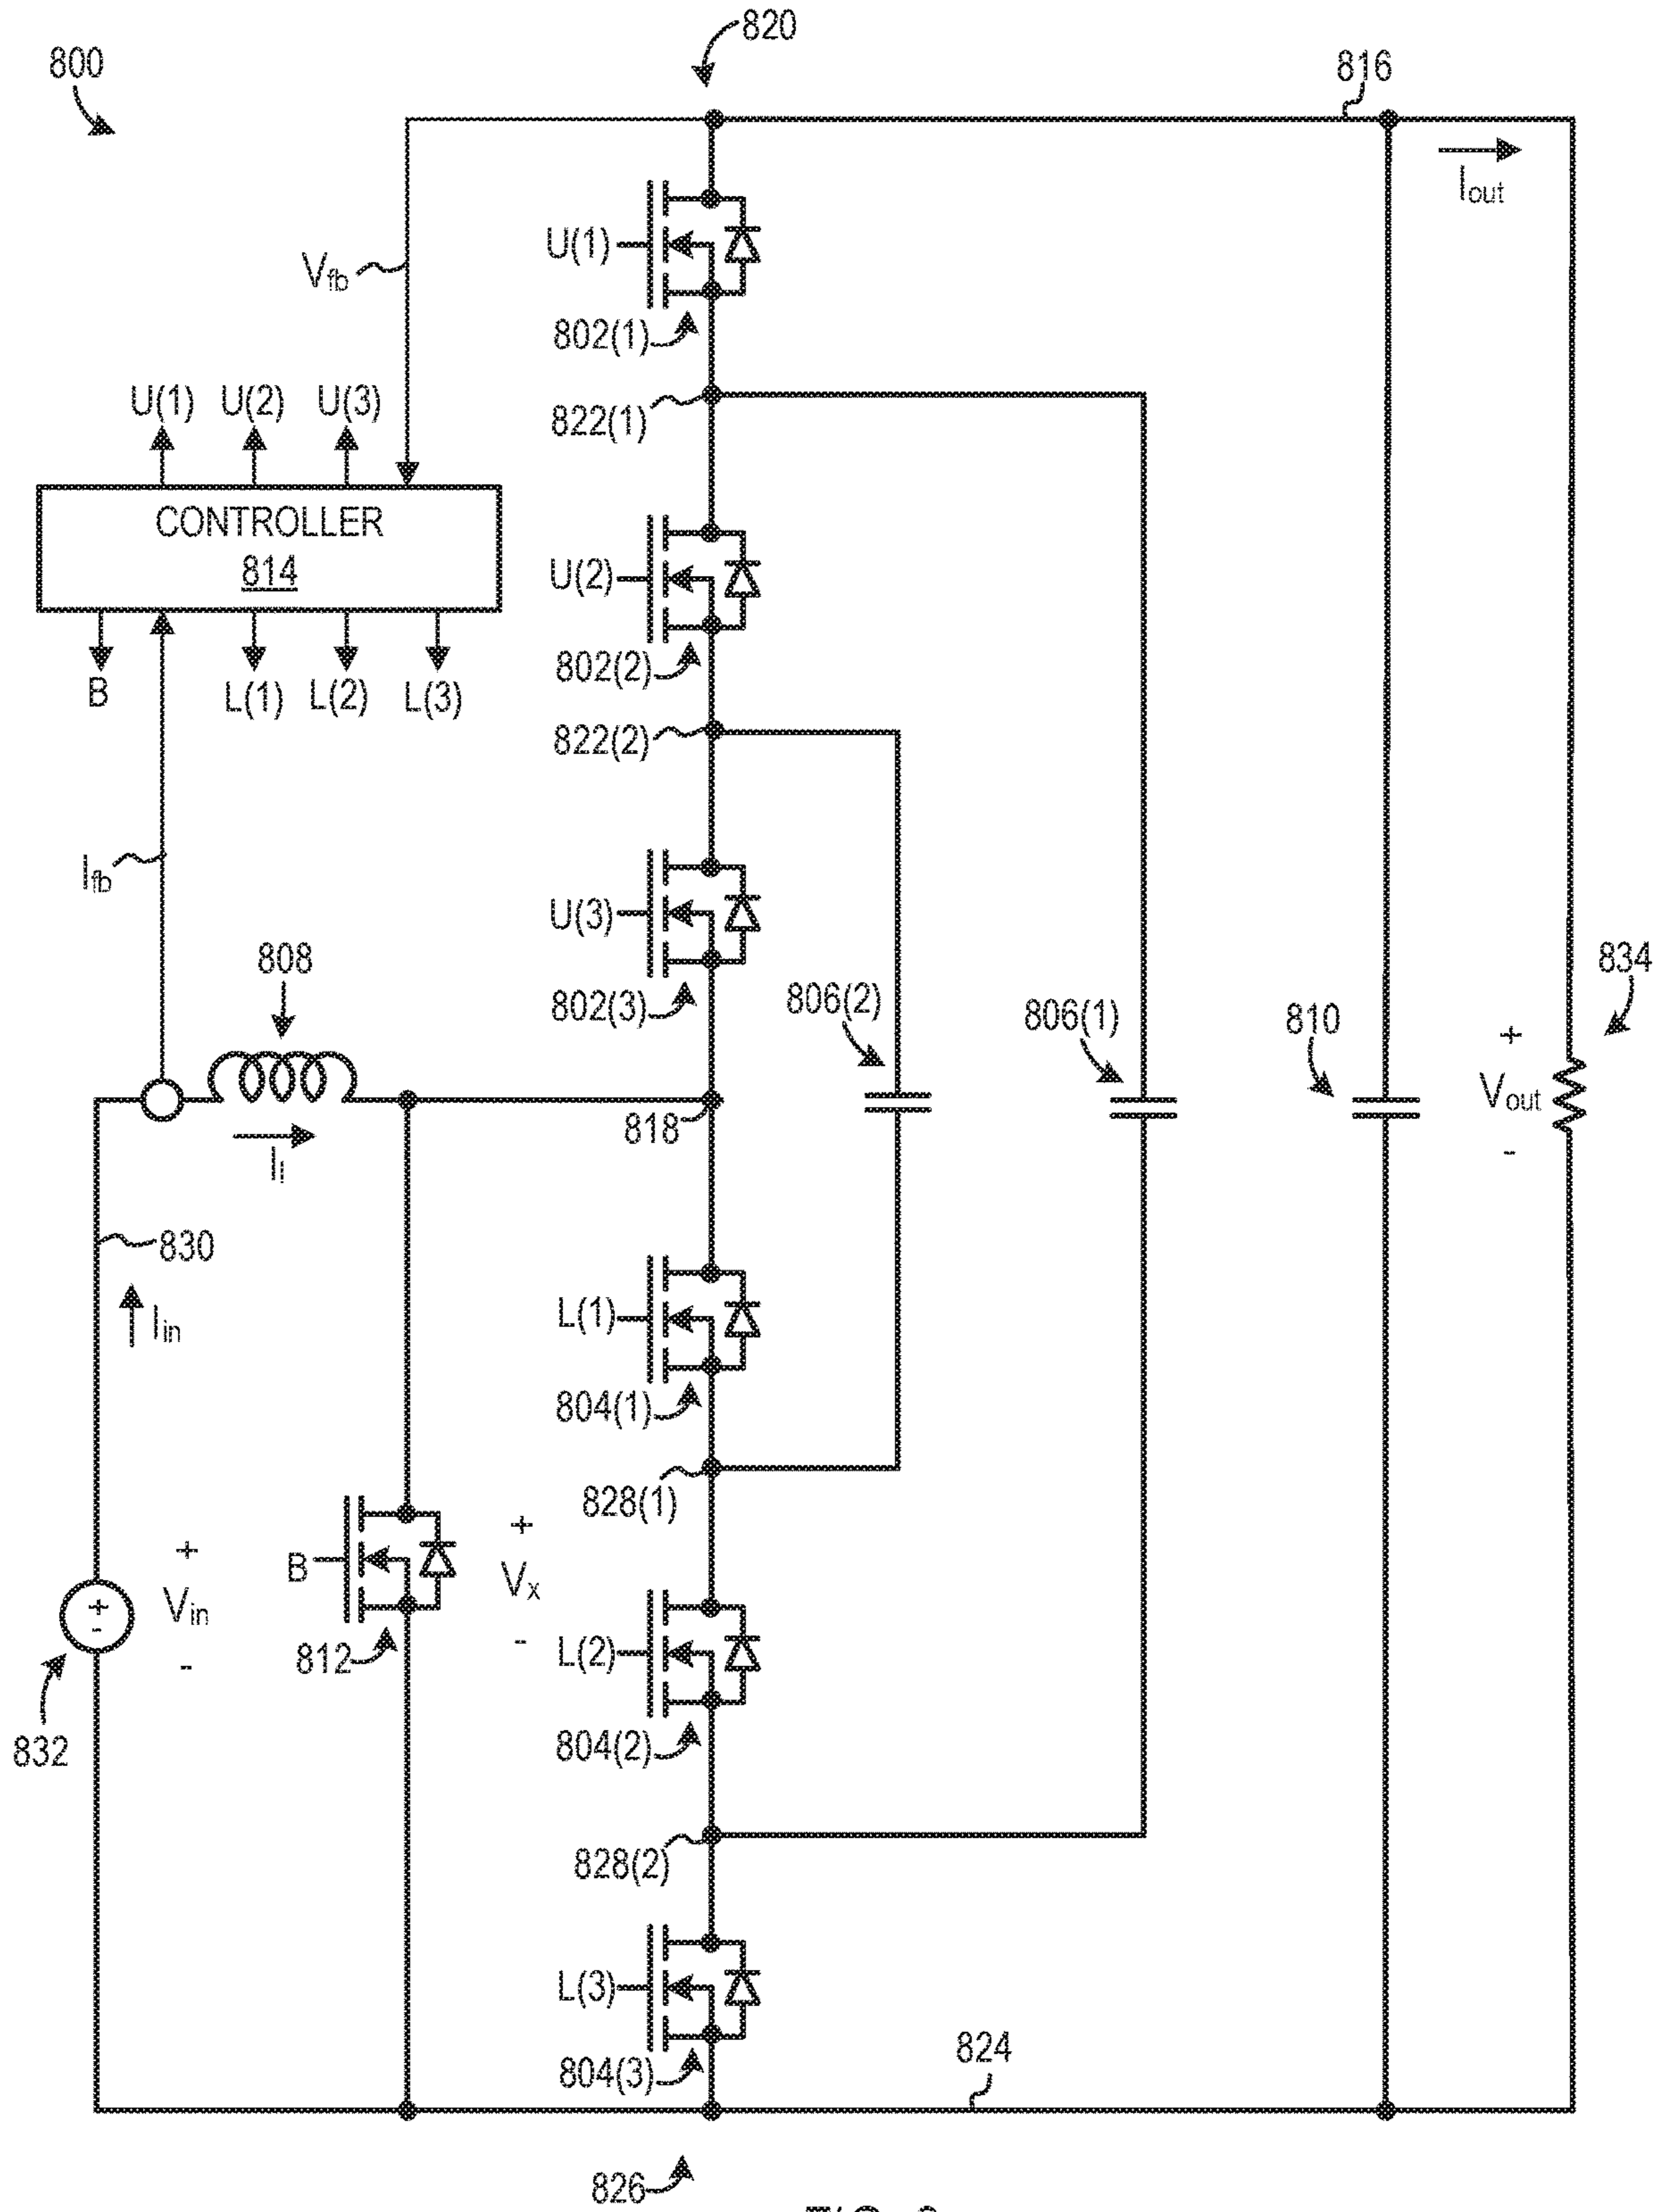 820
800
816
Iout
U(1)
Vfb
802(1)
U(1) U(2) U(3)
822(1)
CONTROLLER
814
U(2)
802(2)
B L(1) L(2) L(3)
822(2)
Ifb
U(3)
808
802(3)
806(2)
806(1)
810
834
+
Vout
-
818
Il
830
Iin
L(1)
804(1)
828(1)
+
Vin
-
+
-
B
+
Vx
-
812
L(2)
804(2)
832
828(2)
L(3)
804(3)
824
826